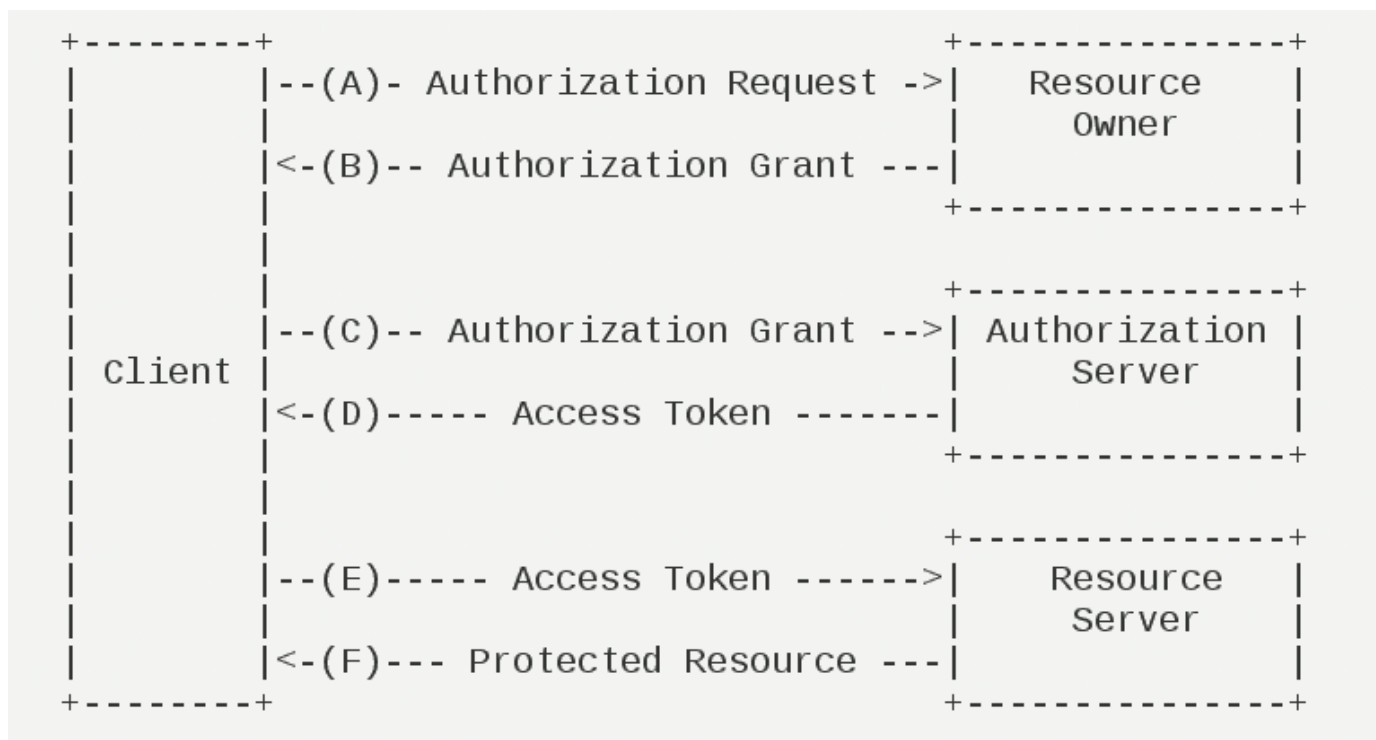 +--------+                               +---------------+
|        |--(A)- Authorization Request ->|   Resource    |
|        |                               |     Owner     |
|        |<-(B)-- Authorization Grant ---|               |
|        |                               +---------------+
|        |
|        |                               +---------------+
|        |--(C)-- Authorization Grant -->| Authorization |
| Client |                               |     Server    |
|        |<-(D)----- Access Token -------|               |
|        |                               +---------------+
|        |
|        |                               +---------------+
|        |--(E)----- Access Token ------>|    Resource   |
|        |                               |     Server    |
|        |<-(F)--- Protected Resource ---|               |
+--------+                               +---------------+